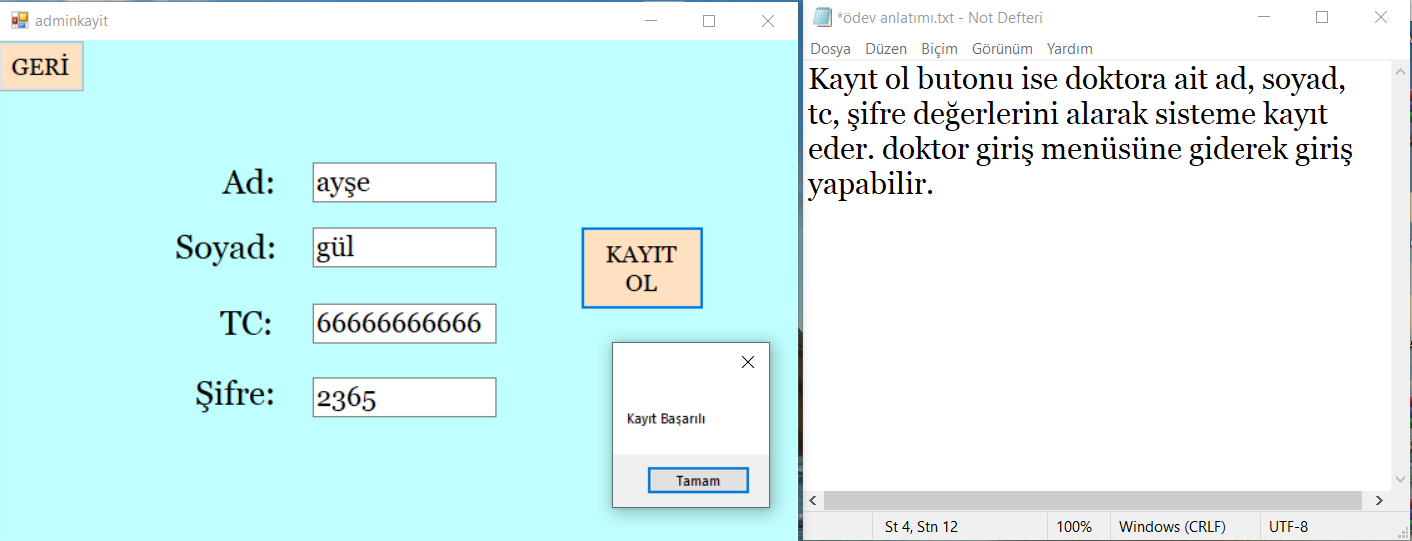 adminkayit
GERİ
Ad:
ayşe
Soyad:
gül
TC:
66666666666
Şifre:
2365
KAYIT
OL
Kayıt Başarılı
Tamam
*ödev anlatımı.txt - Not Defteri
Dosya Düzen Biçim Görünüm Yardım
Kayıt ol butonu ise doktora ait ad, soyad,
tc, şifre değerlerini alarak sisteme kayıt
eder. doktor giriş menüsüne giderek giriş
yapabilir.
St 4, Stn 12 100% Windows (CRLF) UTF-8